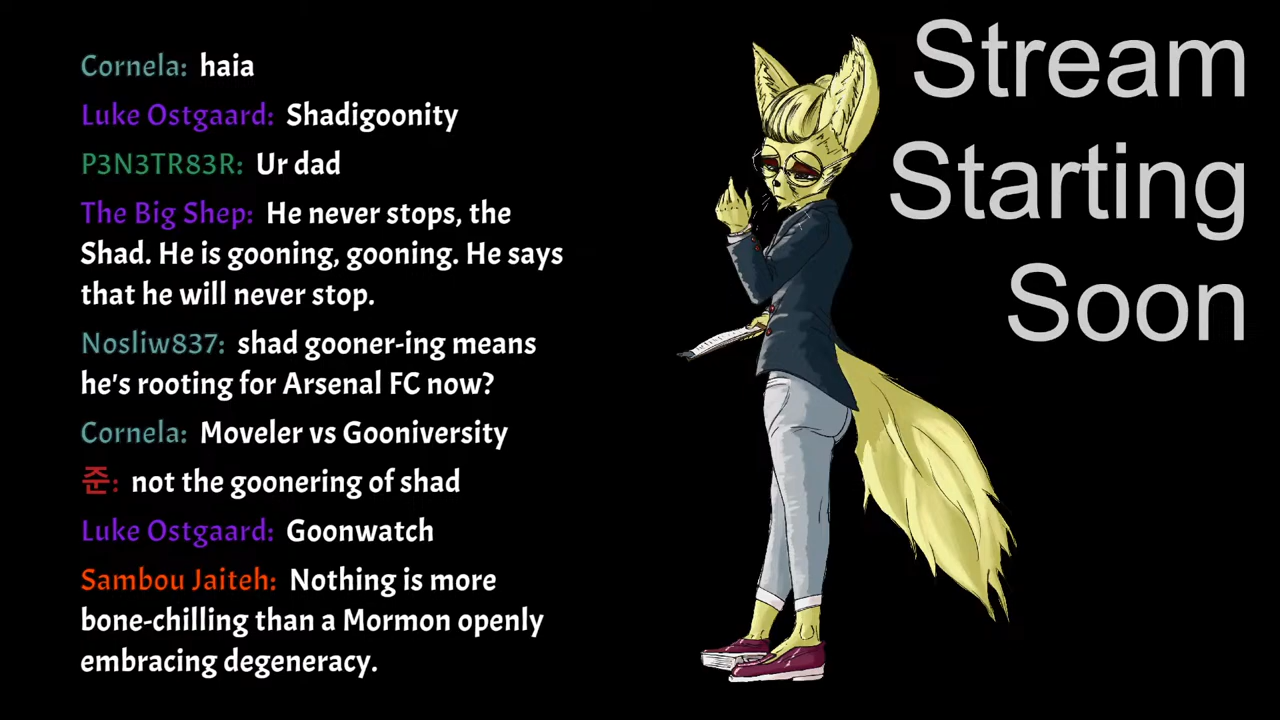 Cornela: haia
Luke Ostgaard: Shadigoonity
P3N3TR83R: Ur dad
The Big Shep: He never stops, the
Shad. He is gooning, gooning. He says
that he will never stop.
Nosliw837: shad gooner-ing means
he's rooting for Arsenal FC now?
Cornela: Moveler vs Gooniversity
준: not the goonering of shad
Luke Ostgaard: Goonwatch
Sambou Jaiteh: Nothing is more
bone-chilling than a Mormon openly
embracing degeneracy.
Stream
Starting
Soon